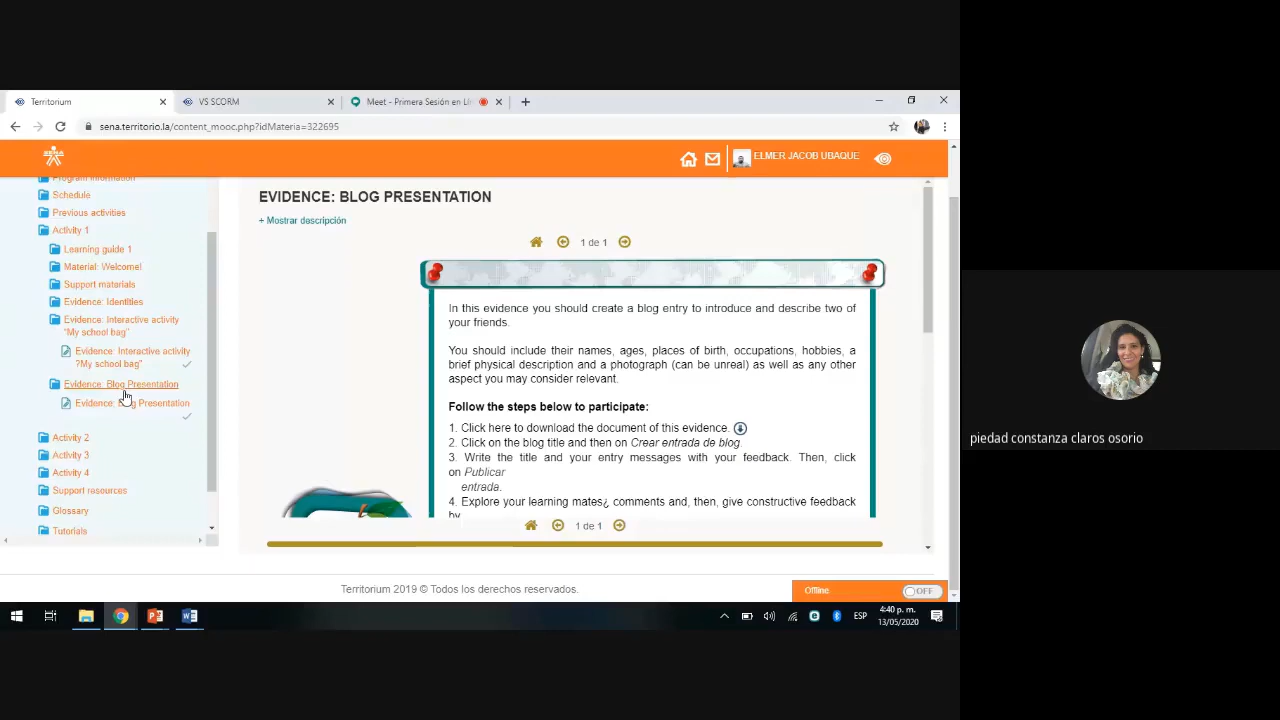 Territorium
VS SCORM
Meet - Primera Sesión en Lí
sena.territorio.la/content_mooc.php?idMateria=322695
SENA
ELMER JACOB UBAQUE
Program information
Schedule
Previous activities
Activity 1
Learning guide 1
Material: Welcome!
Support materials
Evidence: Identities
Evidence: Interactive activity
"My school bag"
Evidence: Interactive activity
?My school bag"
Evidence: Blog Presentation
Evidence: Blog Presentation
Activity 2
Activity 3
Activity 4
Support resources
Glossary
Tutorials
EVIDENCE: BLOG PRESENTATION
+ Mostrar descripción
1 de 1
In this evidence you should create a blog entry to introduce and describe two of
your friends.
You should include their names, ages, places of birth, occupations, hobbies, a
brief physical description and a photograph (can be unreal) as well as any other
aspect you may consider relevant.
Follow the steps below to participate:
1. Click here to download the document of this evidence.
2. Click on the blog title and then on Crear entrada de blog.
3. Write the title and your entry messages with your feedback. Then, click
on Publicar
entrada.
4. Explore your learning mates¿ comments and, then, give constructive feedback
by
1 de 1
Territorium 2019 © Todos los derechos reservados.
Offline
OFF
ESP
4:40 p. m.
13/05/2020
piedad constanza claros osorio